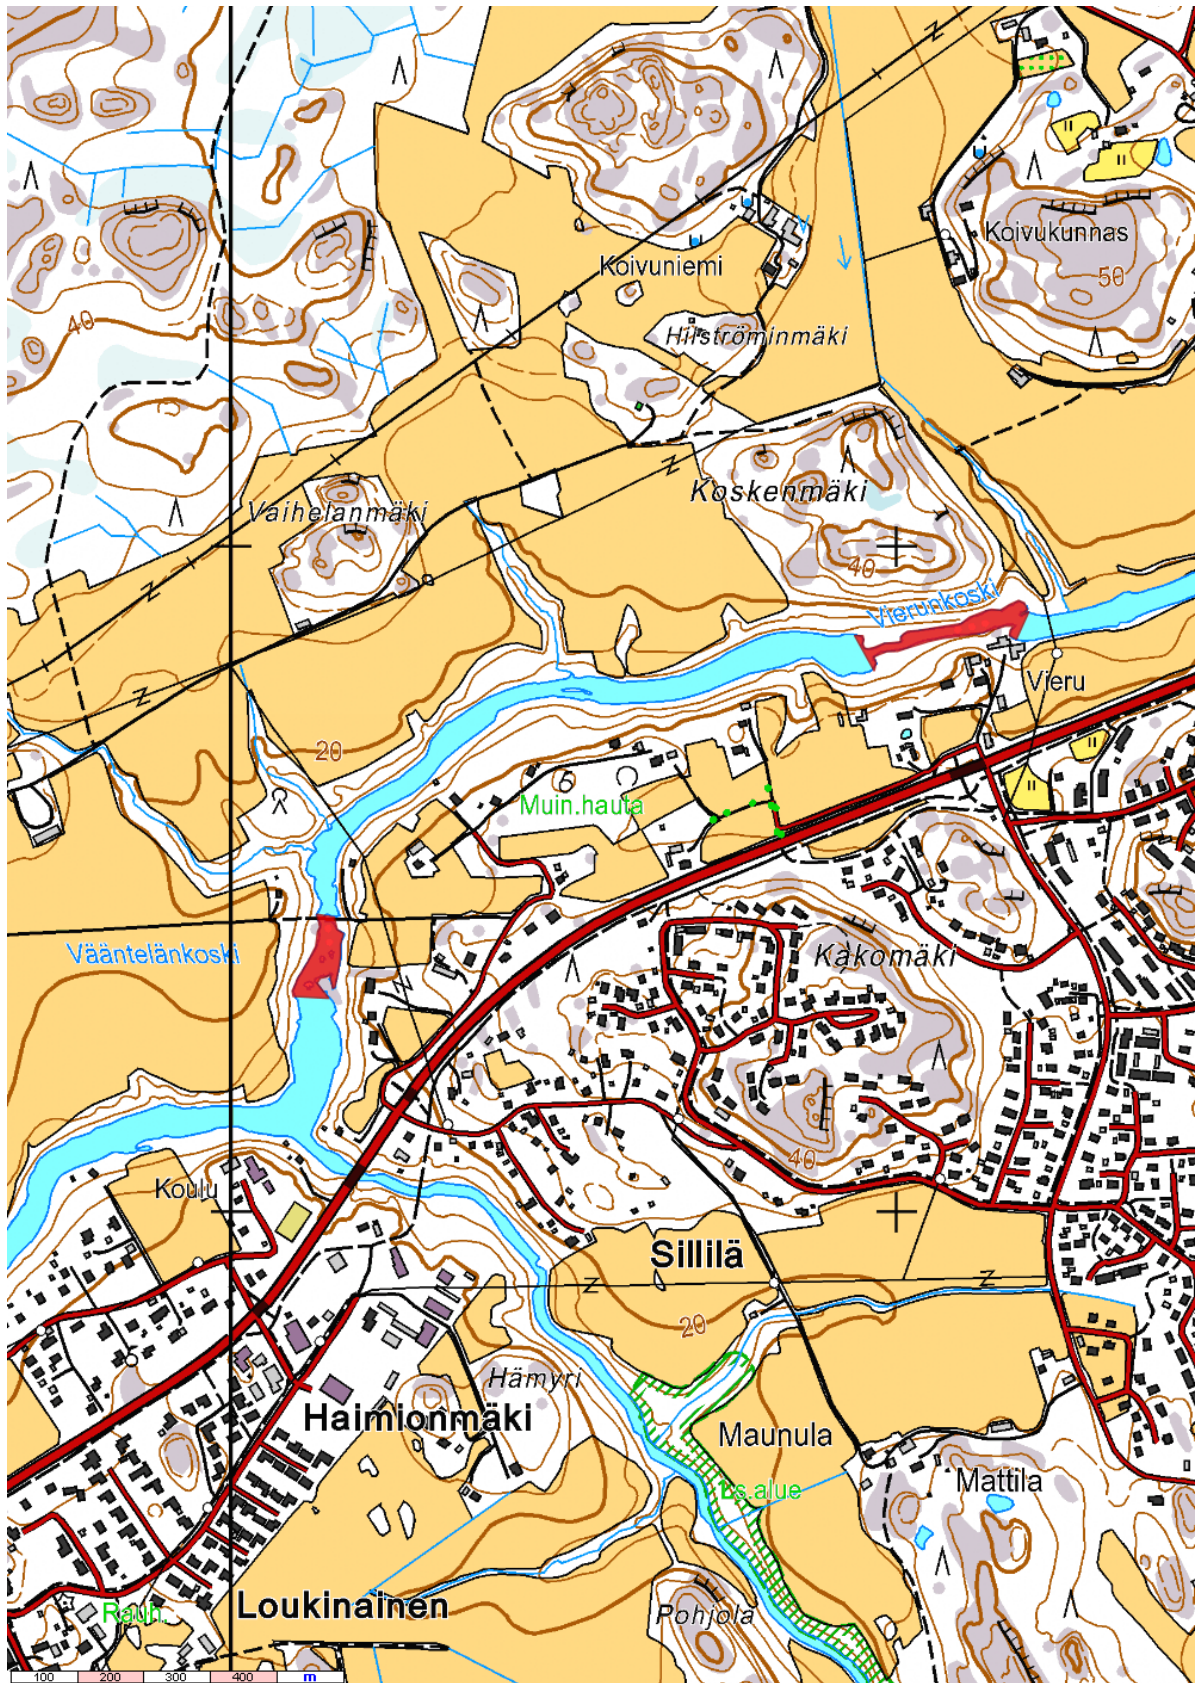 Koivukunnas
50
Koivuniemi
40
Hilströminmäki
Koskenmäki
Vaihelanmäki
40
Vierunkoski
Vieru
20
6
Muin.hauta
Vääntelänkoski
Kakomäki
40
Koulu
Sillilä
20
Hämyri
Haimionmäki
Maunula
Mattila
Ls.alue
Rauh.
Loukinainen
Pohjola
100 200 300 400 m